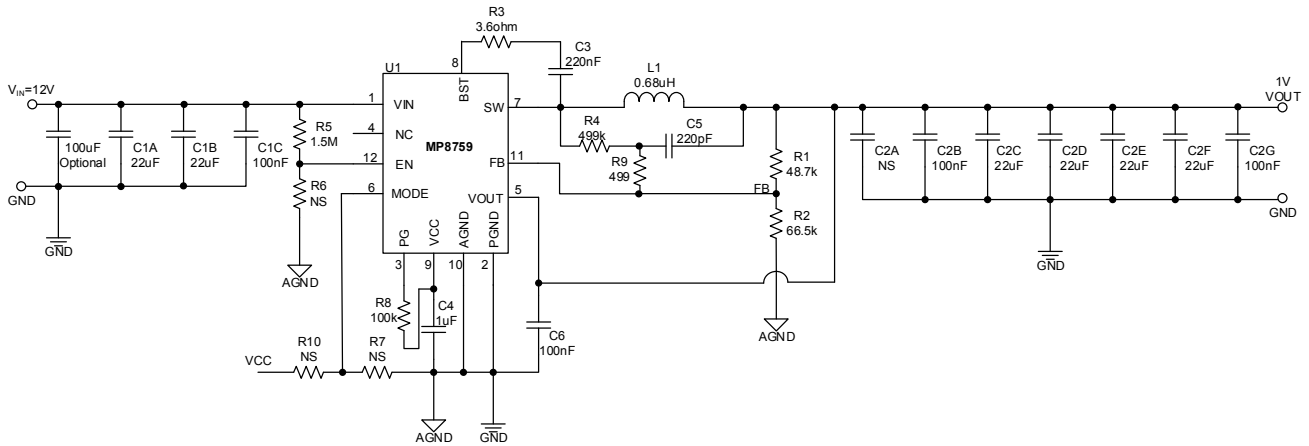 R3
3.6ohm
C3
220nF
U1
8
BST
L1
0.68uH
1V
VOUT
VIN=12V
1
VIN
SW
7
4
NC
MP8759
R5
1.5M
R4
499k
C5
220pF
100uF
Optional
C1A
22uF
C1B
22uF
C1C
100nF
12
EN
FB
11
R9
499
R1
48.7k
C2A
NS
C2B
100nF
C2C
22uF
C2D
22uF
C2E
22uF
C2F
22uF
C2G
100nF
6
MODE
VOUT
5
FB
R6
NS
GND
GND
R2
66.5k
PG
VCC
AGND
PGND
GND
3
9
10
2
GND
AGND
R8
100k
C4
1uF
C6
100nF
AGND
VCC
R10
NS
R7
NS
AGND
GND